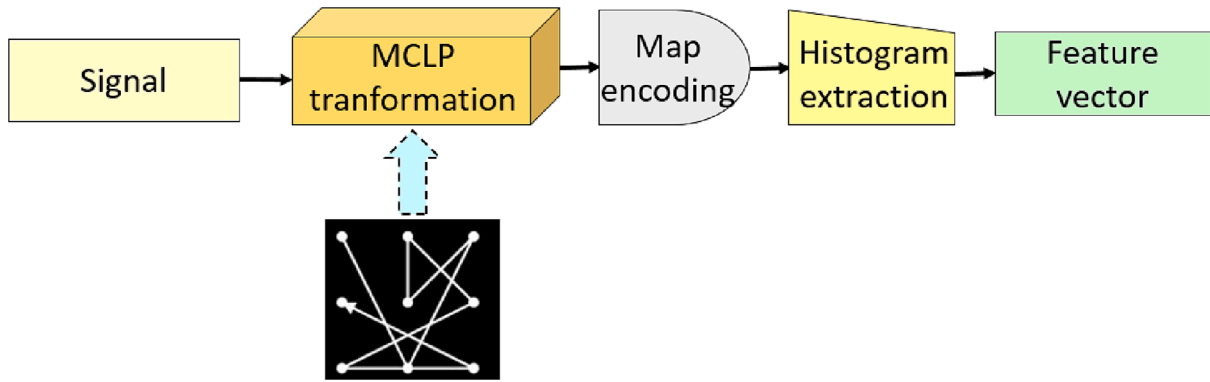 Signal
MCLP
tranformation
Map
encoding
Histogram
extraction
Feature
vector